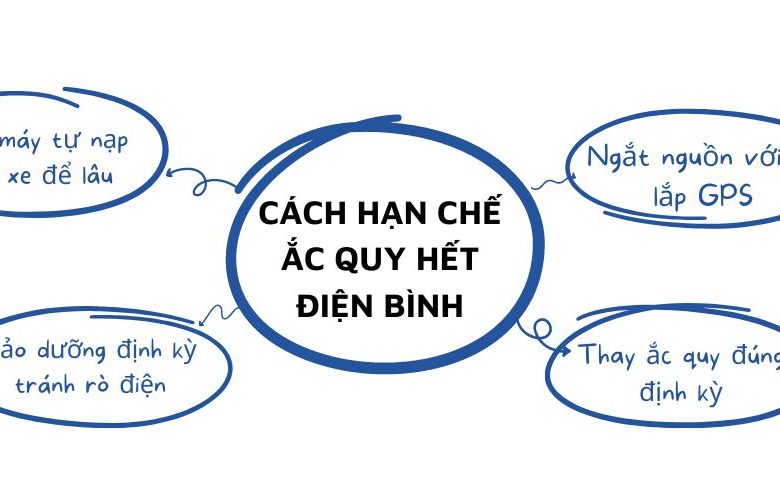 máy tự nạp
xe để lâu
CÁCH HẠN CHẾ
ẮC QUY HẾT
ĐIỆN BÌNH
Ngắt nguồn với
lắp GPS
ảo dưỡng định kỳ
tránh rò điện
Thay ắc quy đúng
định kỳ